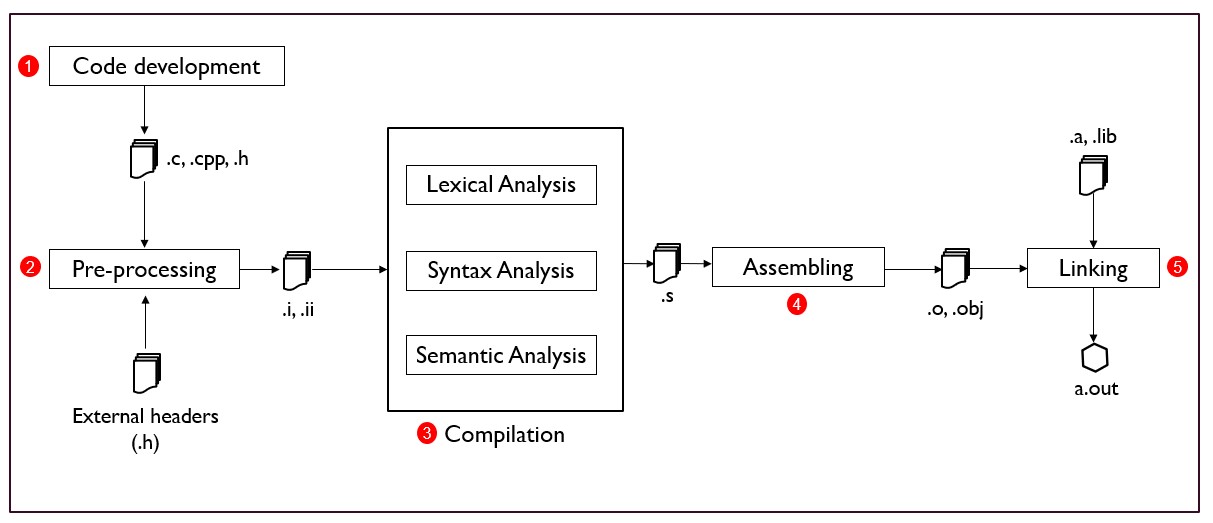 1 Code development
.c, .cpp, .h
2 Pre-processing
.i, .ii
External headers
(.h)
Lexical Analysis
Syntax Analysis
Semantic Analysis
3 Compilation
.s
Assembling
4
.o, .obj
.a, .lib
Linking 5
a.out